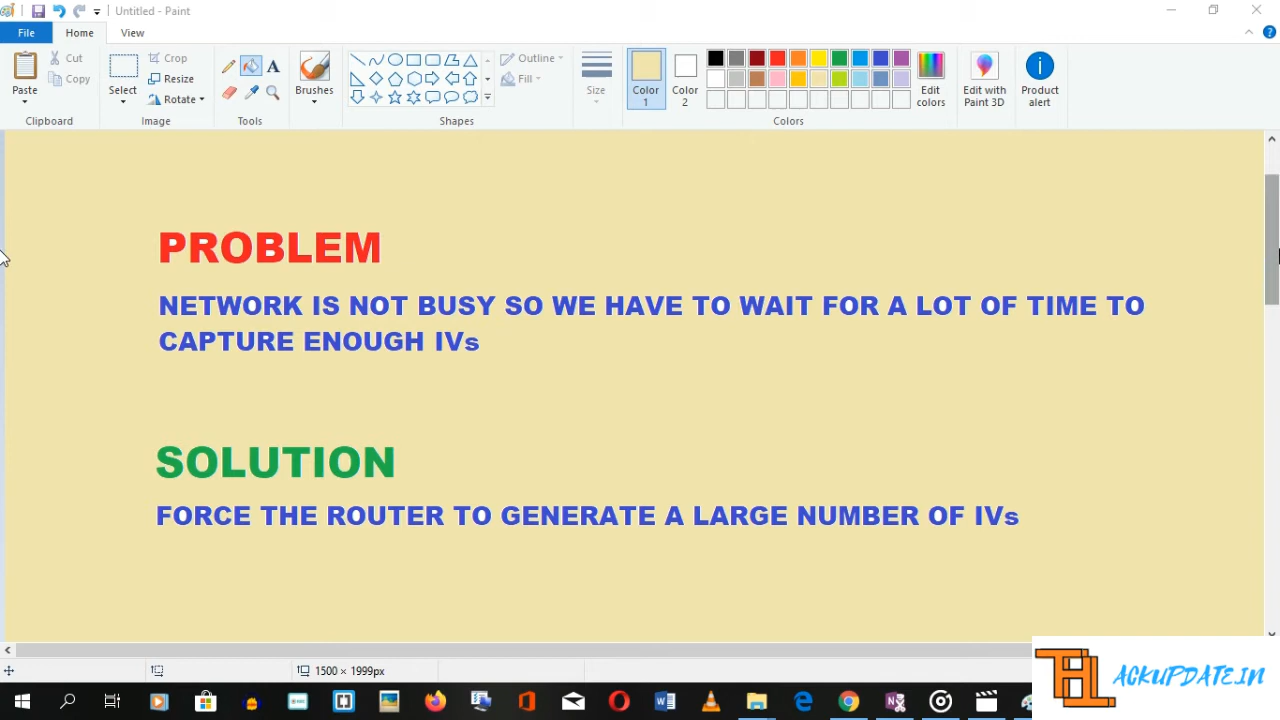 Untitled - Paint
File
Home
View
Paste
Cut
Copy
Clipboard
Select
Crop
Resize
Rotate
Image
A
Tools
Brushes
Outline
Fill
Shapes
Size
Color 1
Color 2
Edit colors
Colors
Edit with Paint 3D
Product alert
PROBLEM
NETWORK IS NOT BUSY SO WE HAVE TO WAIT FOR A LOT OF TIME TO
CAPTURE ENOUGH IVs
SOLUTION
FORCE THE ROUTER TO GENERATE A LARGE NUMBER OF IVs
1500 × 1999px
THL ACKUPDATE.IN